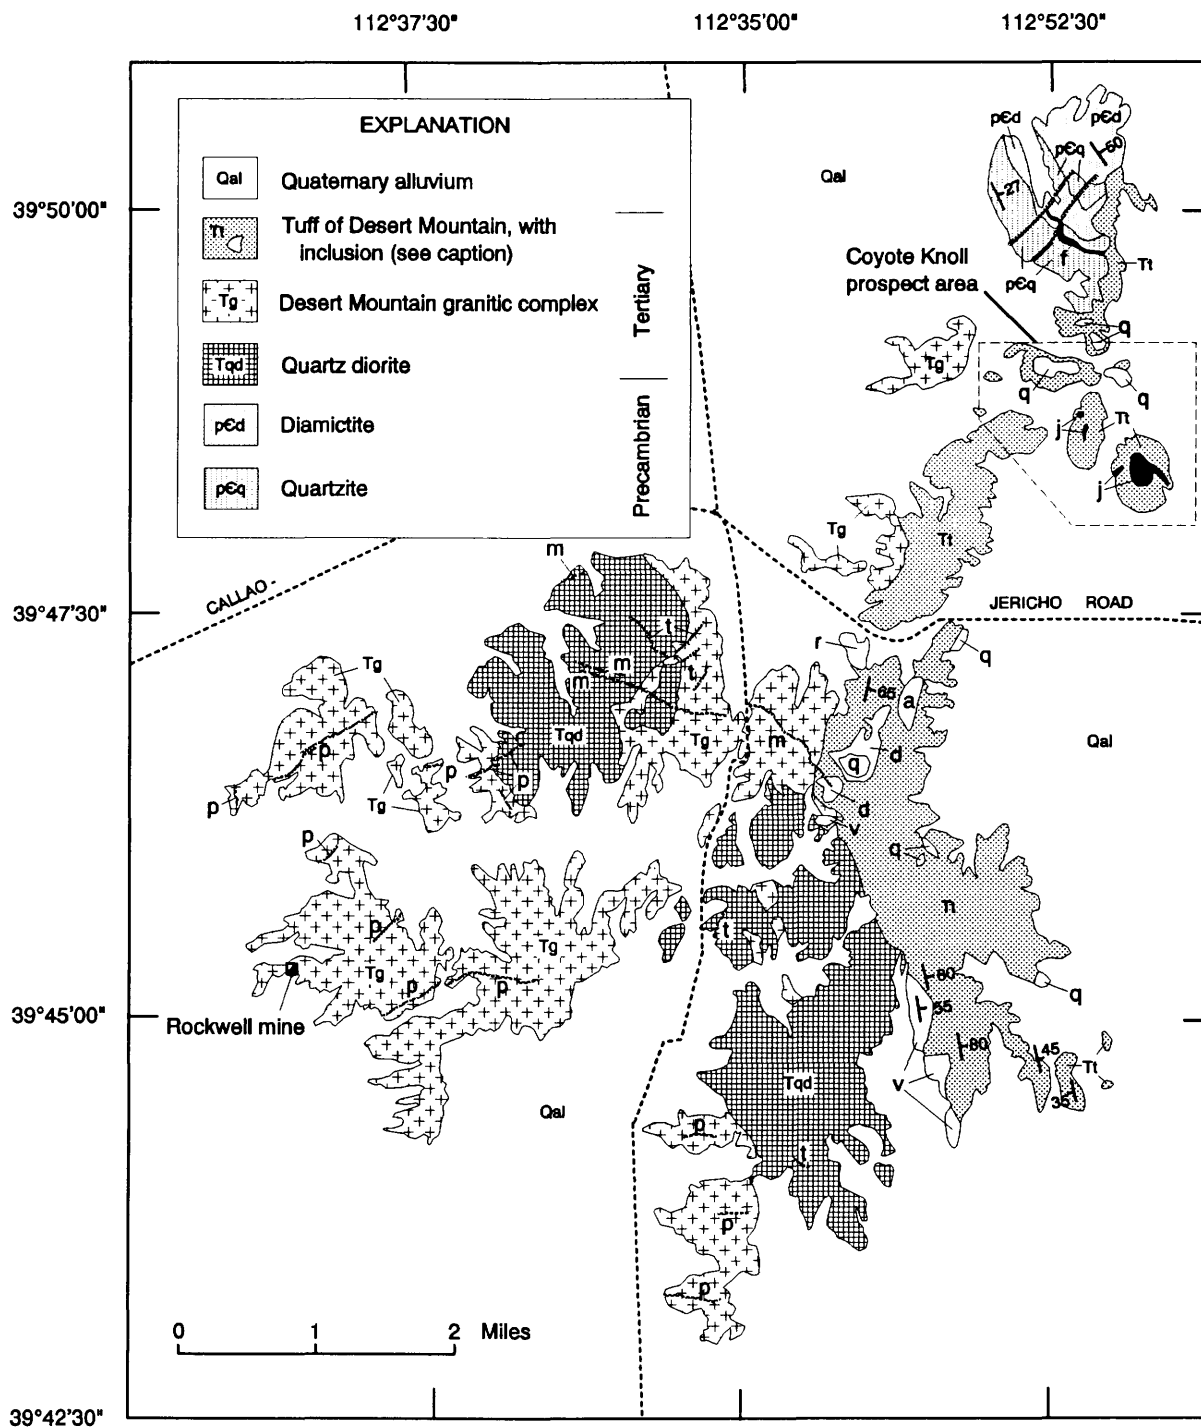 112°37'30" 112°35'00" 112°52'30"
EXPLANATION
Qal Quaternary alluvium
Tt Tuff of Desert Mountain, with
inclusion (see caption)
Tg Desert Mountain granitic complex
Tqd Quartz diorite
p€d Diamictite
p€q Quartzite
Tertiary
Precambrian
p€d p€d
p€q 50
Qal
27
39°50'00"
f
Tt
p€q
Coyote Knoll
prospect area
q
Tg
q q
j Tt
j
Tg
Tt
m
CALLAO -
39°47'30"
JERICHO ROAD
t
r q
Tg m
m t
65 a
Tqd Tg m
Qal
d
q
p p p
p Tg
d
v
p q
p t Tt
Tg
Tg p p
60
q
39°45'00"
Rockwell mine
55
80 45
Tqd Tt
v
35
Qal
p
t
p
p
0 1 2 Miles
39°42'30"